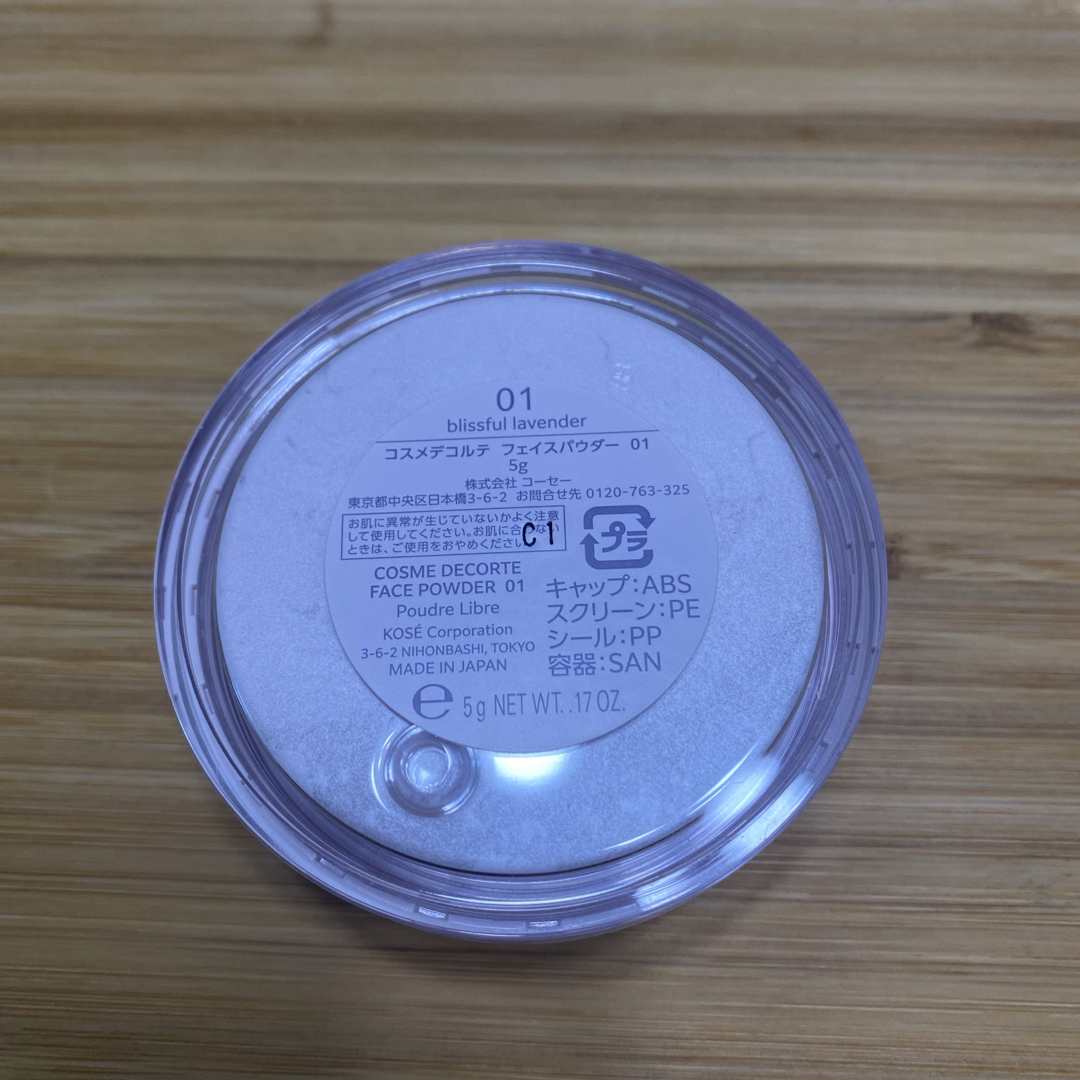 01
blissful lavender
コスメデコルテ フェイスパウダー 01
5g
株式会社 コーセー
東京都中央区日本橋3-6-2 お問合せ先 0120-763-325
お肌に異常が生じていないかよく注意
して使用してください。お肌に合わない
ときは、ご使用をおやめください
C1
プラ
COSME DECORTE
FACE POWDER 01
Poudre Libre
KOSÉ Corporation
3-6-2 NIHONBASHI, TOKYO
MADE IN JAPAN
キャップ:ABS
スクリーン:PE
シール:PP
容器:SAN
e 5g NET WT. .17 OZ.